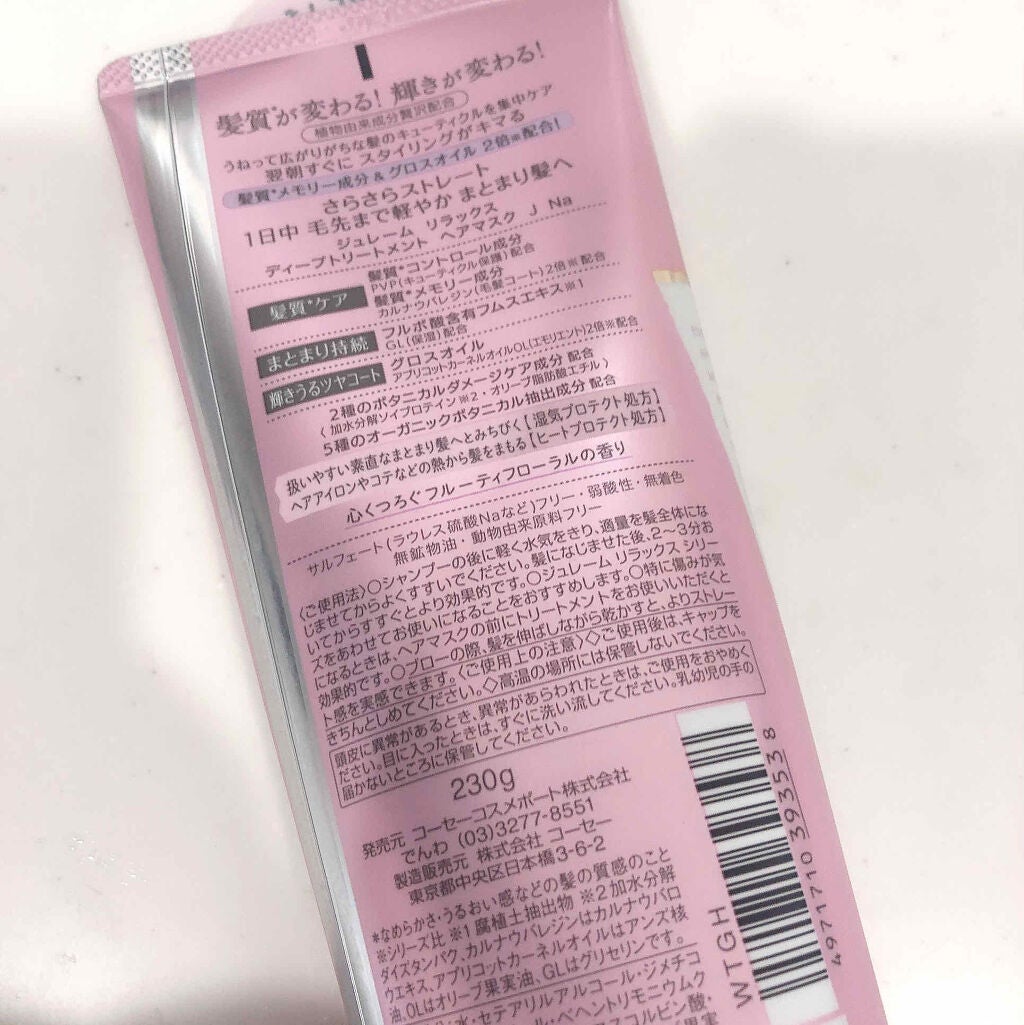 髪質*が変わる! 輝きが変わる!
植物由来成分贅沢配合
うねって広がりがちな髪のキューティクルを集中ケア
翌朝すぐに スタイリングがキマる
髪質*メモリー成分 & グロスオイル 2倍※配合!
さらさらストレート
1日中 毛先まで軽やか まとまり髪へ
ジュレーム リラックス
ディープトリートメント ヘアマスク J Na
髪質*ケア
髪質*コントロール成分
PVP(キューティクル保護)配合
髪質*メモリー成分
カルナウバレジン(毛髪コート)2倍※配合
まとまり持続
フルボ酸含有フムスエキス※1
GL(保湿)配合
輝きうるツヤコート
グロスオイル
アプリコットカーネルオイルOL(エモリエント)2倍※配合
2種のボタニカルダメージケア成分 配合
(加水分解ソイプロテイン※2・オリーブ脂肪酸エチル)
5種のオーガニックボタニカル抽出成分 配合
扱いやすい素直なまとまり髪へとみちびく【湿気プロテクト処方】
ヘアアイロンやコテなどの熱から髪をまもる【ヒートプロテクト処方】
心くつろぐフルーティフローラルの香り
サルフェート(ラウレス硫酸Naなど)フリー・弱酸性・無着色
無鉱物油・動物由来原料フリー
〈ご使用法〉○シャンプーの後に軽く水気をきり、適量を髪全体にな
じませてからよくすすいでください。髪になじませた後、2〜3分お
いてからすすぐとより効果的です。○ジュレーム リラックス シリー
ズをあわせてお使いになることをおすすめします。○特に傷みが気
になるときは、ヘアマスクの前にトリートメントをお使いいただくと
効果的です。○ブローの際、髪を伸ばしながら乾かすと、よりストレー
ト感を実感できます。〈ご使用上の注意〉◇ご使用後は、キャップを
きちんとしめてください。◇高温の場所には保管しないでください。
頭皮に異常があるとき、異常があらわれたときは、ご使用をおやめく
ださい。目に入ったときは、すぐに洗い流してください。乳幼児の手の
届かないところに保管してください。
230g
発売元 コーセーコスメポート株式会社
でんわ (03)3277-8551
製造販売元 株式会社 コーセー
東京都中央区日本橋3-6-2
*なめらかさ・うるおい感などの髪の質感のこと
※シリーズ比 ※1 腐植土抽出物 ※2 加水分解
ダイズタンパク、カルナウバレジンはカルナウバロ
ウエキス、アプリコットカーネルオイルはアンズ核
油、OLはオリーブ果実油、GLはグリセリンです。
水・セテアリルアルコール・ジメチコ
ル・ベヘントリモニウムク
スコルビン酸・
WTGH
4971710393538